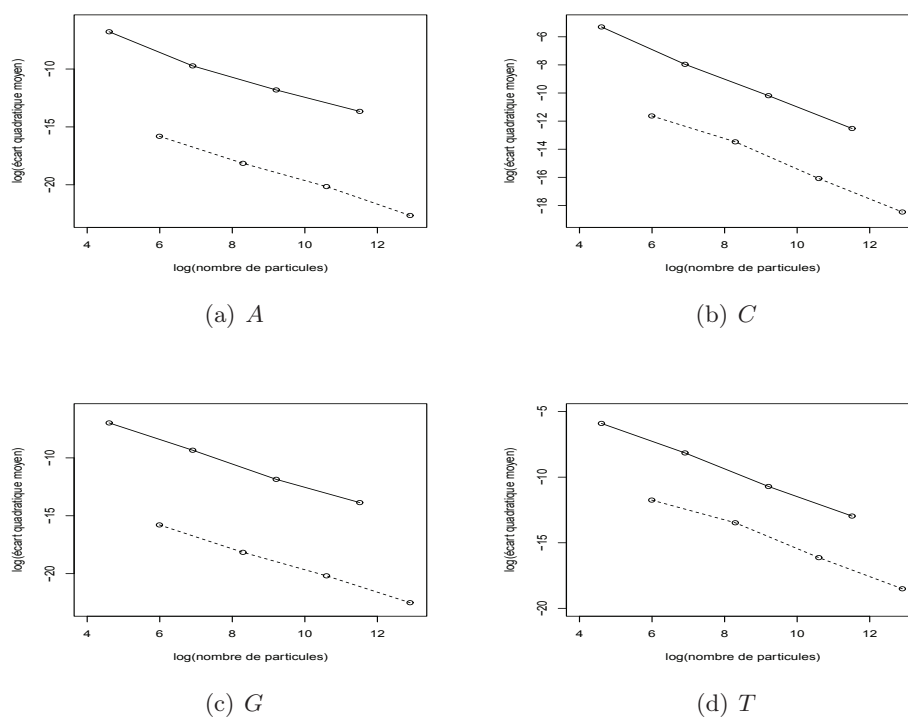 log(écart quadratique moyen)
-10
-15
-20
4 6 8 10 12
log(nombre de particules)
(a) A
log(écart quadratique moyen)
-6
-8
-10
-12
-14
-16
-18
4 6 8 10 12
log(nombre de particules)
(b) C
log(écart quadratique moyen)
-10
-15
-20
4 6 8 10 12
log(nombre de particules)
(c) G
log(écart quadratique moyen)
-5
-10
-15
-20
4 6 8 10 12
log(nombre de particules)
(d) T